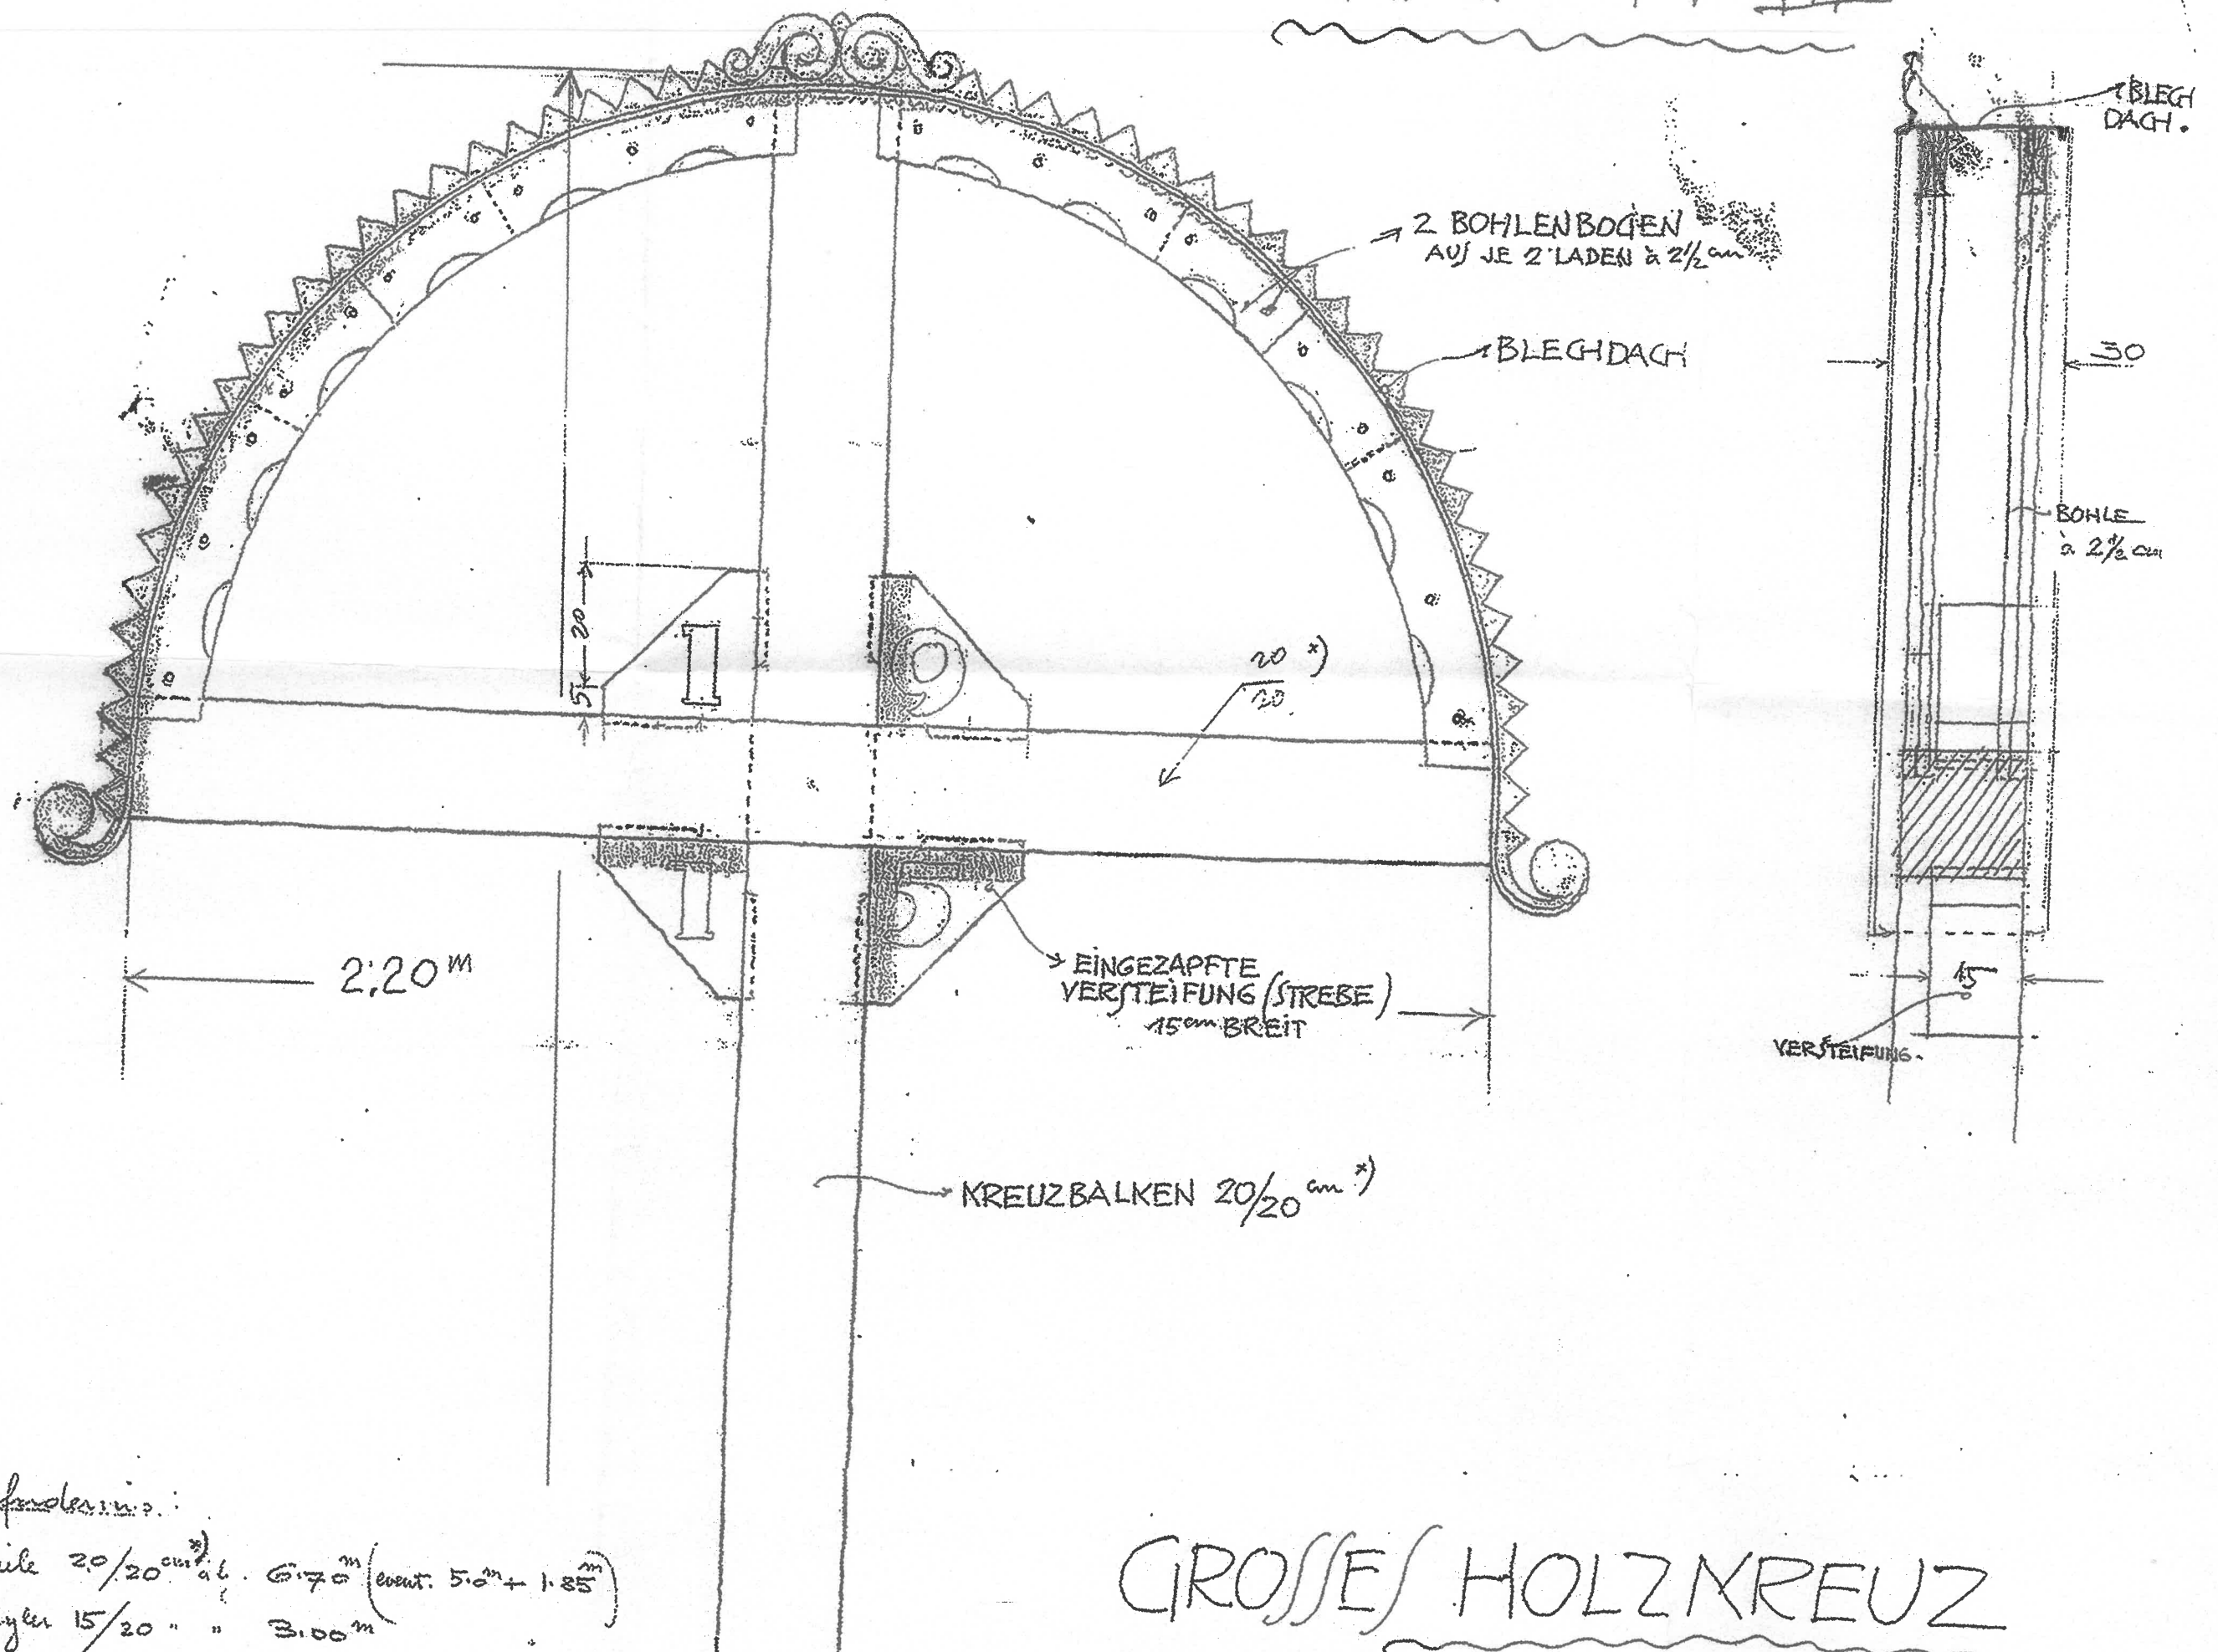 BLECH
DACH.
2 BOHLENBOGEN
AUS JE 2 LADEN à 2½ cm
BLECHDACH
30
BOHLE
à 2½ cm
20
5
20 x)
20
2.20 m
EINGEZAPFTE
VERSTEIFUNG (STREBE)
15 cm BREIT
15
VERSTEIFUNG.
KREUZBALKEN 20/20 cm x)
20/20 cm x) 6.70 m (event. 5.0 m + 1.85 m)
15/20 " " 3.00 m
GROSSES HOLZKREUZ